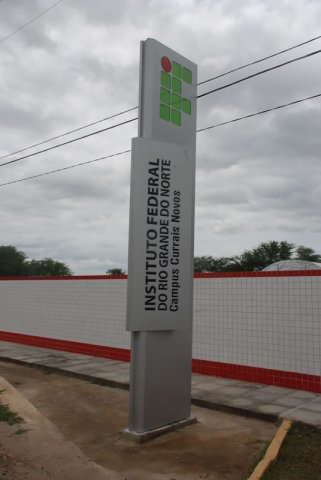 INSTITUTO FEDERAL
DO RIO GRANDE DO NORTE
Campus Currais Novos